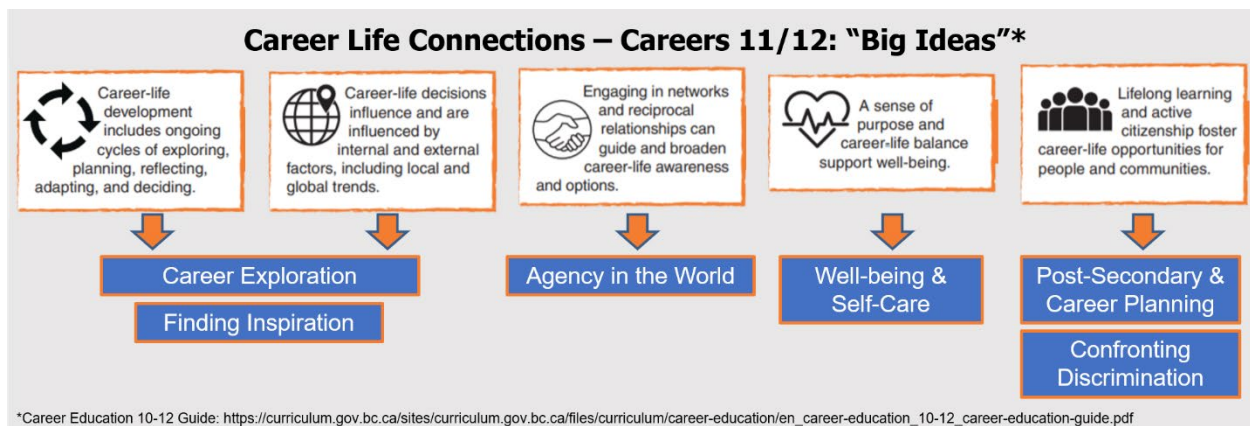 Career Life Connections – Careers 11/12: “Big Ideas”*
Career-life
development
includes ongoing
cycles of exploring,
planning, reflecting,
adapting, and deciding.
Career-life decisions
influence and are
influenced by
internal and external
factors, including local and
global trends.
Engaging in networks
and reciprocal
relationships can
guide and broaden
career-life awareness
and options.
A sense of
purpose and
career-life balance
support well-being.
Lifelong learning
and active
citizenship foster
career-life opportunities for
people and communities.
Career Exploration
Finding Inspiration
Agency in the World
Well-being &
Self-Care
Post-Secondary &
Career Planning
Confronting
Discrimination
*Career Education 10-12 Guide: https://curriculum.gov.bc.ca/sites/curriculum.gov.bc.ca/files/curriculum/career-education/en_career-education_10-12_career-education-guide.pdf